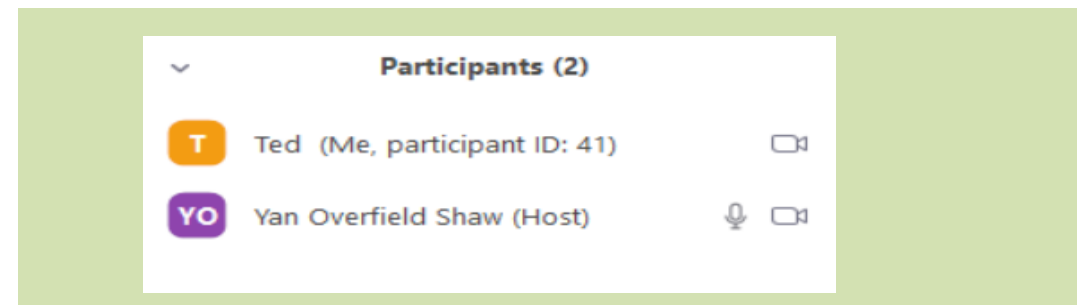 Participants (2)
T Ted (Me, participant ID: 41)
YO Yan Overfield Shaw (Host)